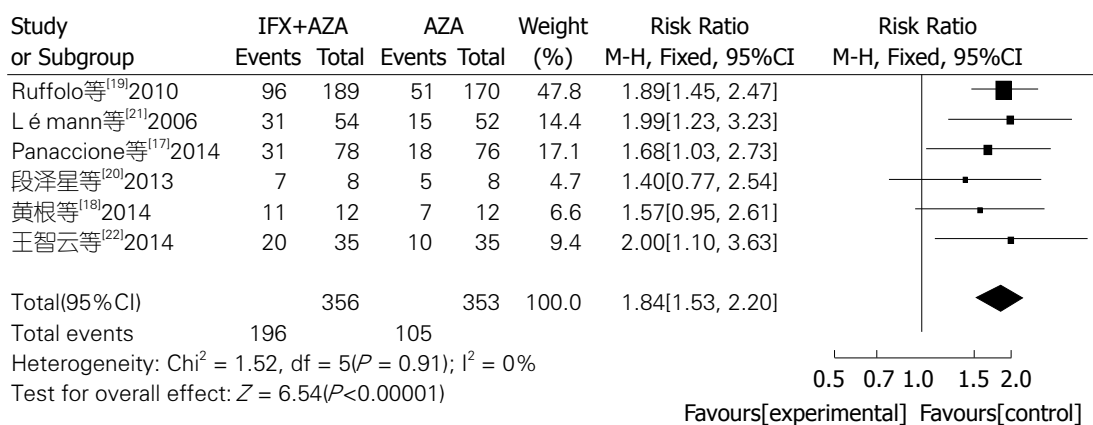 Study IFX+AZA AZA Weight Risk Ratio Risk Ratio
or Subgroup Events Total Events Total (%) M-H, Fixed, 95%CI M-H, Fixed, 95%CI
Ruffolo等[19]2010 96 189 51 170 47.8 1.89[1.45, 2.47]
L é mann等[21]2006 31 54 15 52 14.4 1.99[1.23, 3.23]
Panaccione等[17]2014 31 78 18 76 17.1 1.68[1.03, 2.73]
段泽星等[20]2013 7 8 5 8 4.7 1.40[0.77, 2.54]
黄根等[18]2014 11 12 7 12 6.6 1.57[0.95, 2.61]
王智云等[22]2014 20 35 10 35 9.4 2.00[1.10, 3.63]
Total(95%CI) 356 353 100.0 1.84[1.53, 2.20]
Total events 196 105
Heterogeneity: Chi² = 1.52, df = 5(P = 0.91); I² = 0%
Test for overall effect: Z = 6.54(P<0.00001)
0.5 0.7 1.0 1.5 2.0
Favours[experimental] Favours[control]